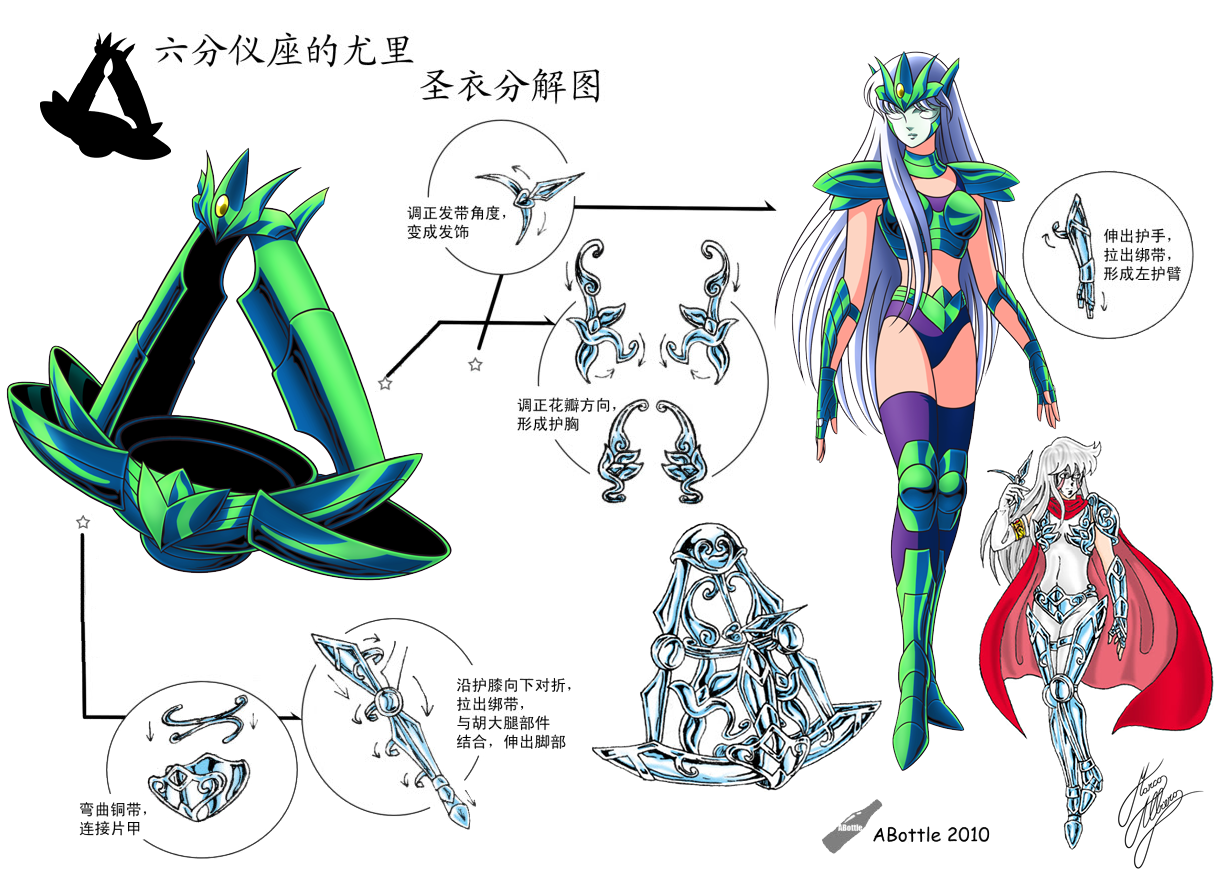 六分仪座的尤里
圣衣分解图
调正发带角度，
变成发饰
伸出护手，
拉出绑带，
形成左护臂
调正花瓣方向，
形成护胸
沿护膝向下对折，
拉出绑带，
与胡大腿部件
结合，伸出脚部
弯曲铜带，
连接片甲
ABottle
ABottle 2010
Marco
Albiero